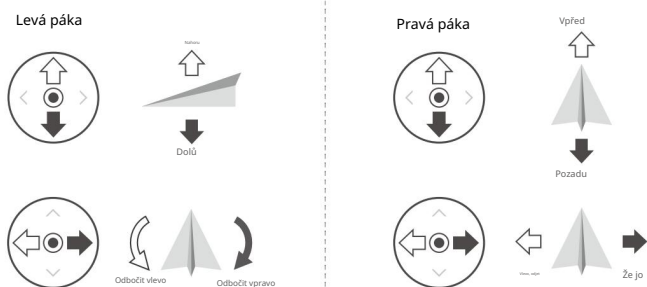 Levá páka
Pravá páka
Nahoru
Vpřed
Dolů
Pozadu
Odbočit vlevo
Odbočit vpravo
Že jo